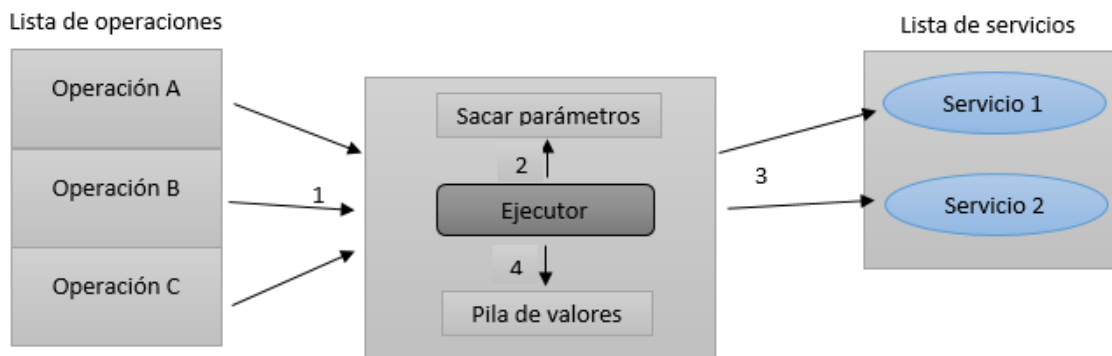 Lista de operaciones
Operación A
Operación B
Operación C
1
Sacar parámetros
2
Ejecutor
4
Pila de valores
3
Lista de servicios
Servicio 1
Servicio 2